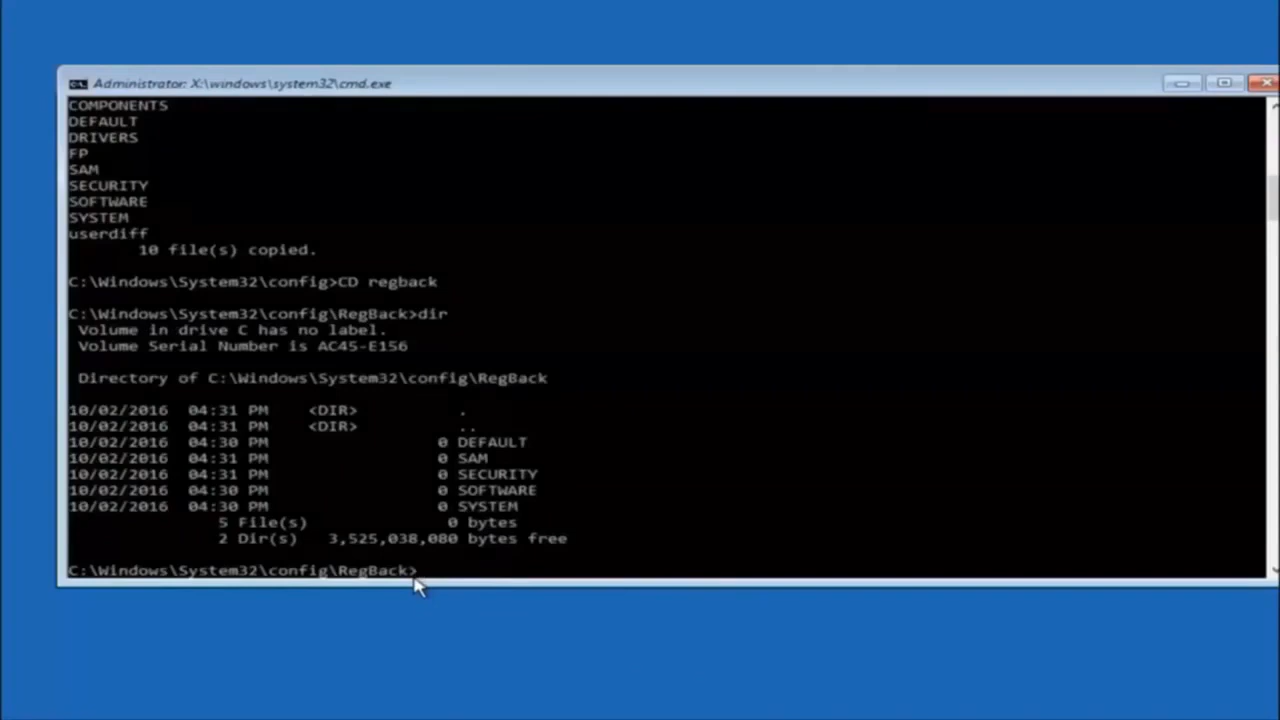 Administrator: X:\windows\system32\cmd.exe
COMPONENTS
DEFAULT
DRIVERS
FP
SAM
SECURITY
SOFTWARE
SYSTEM
userdiff
10 file(s) copied.
C:\Windows\System32\config>CD regback
C:\Windows\System32\config\RegBack>dir
Volume in drive C has no label.
Volume Serial Number is AC45-E156
Directory of C:\Windows\System32\config\RegBack
10/02/2016 04:31 PM <DIR> .
10/02/2016 04:31 PM <DIR> ..
10/02/2016 04:30 PM 0 DEFAULT
10/02/2016 04:31 PM 0 SAM
10/02/2016 04:31 PM 0 SECURITY
10/02/2016 04:30 PM 0 SOFTWARE
10/02/2016 04:30 PM 0 SYSTEM
5 File(s) 0 bytes
2 Dir(s) 3,525,038,080 bytes free
C:\Windows\System32\config\RegBack>